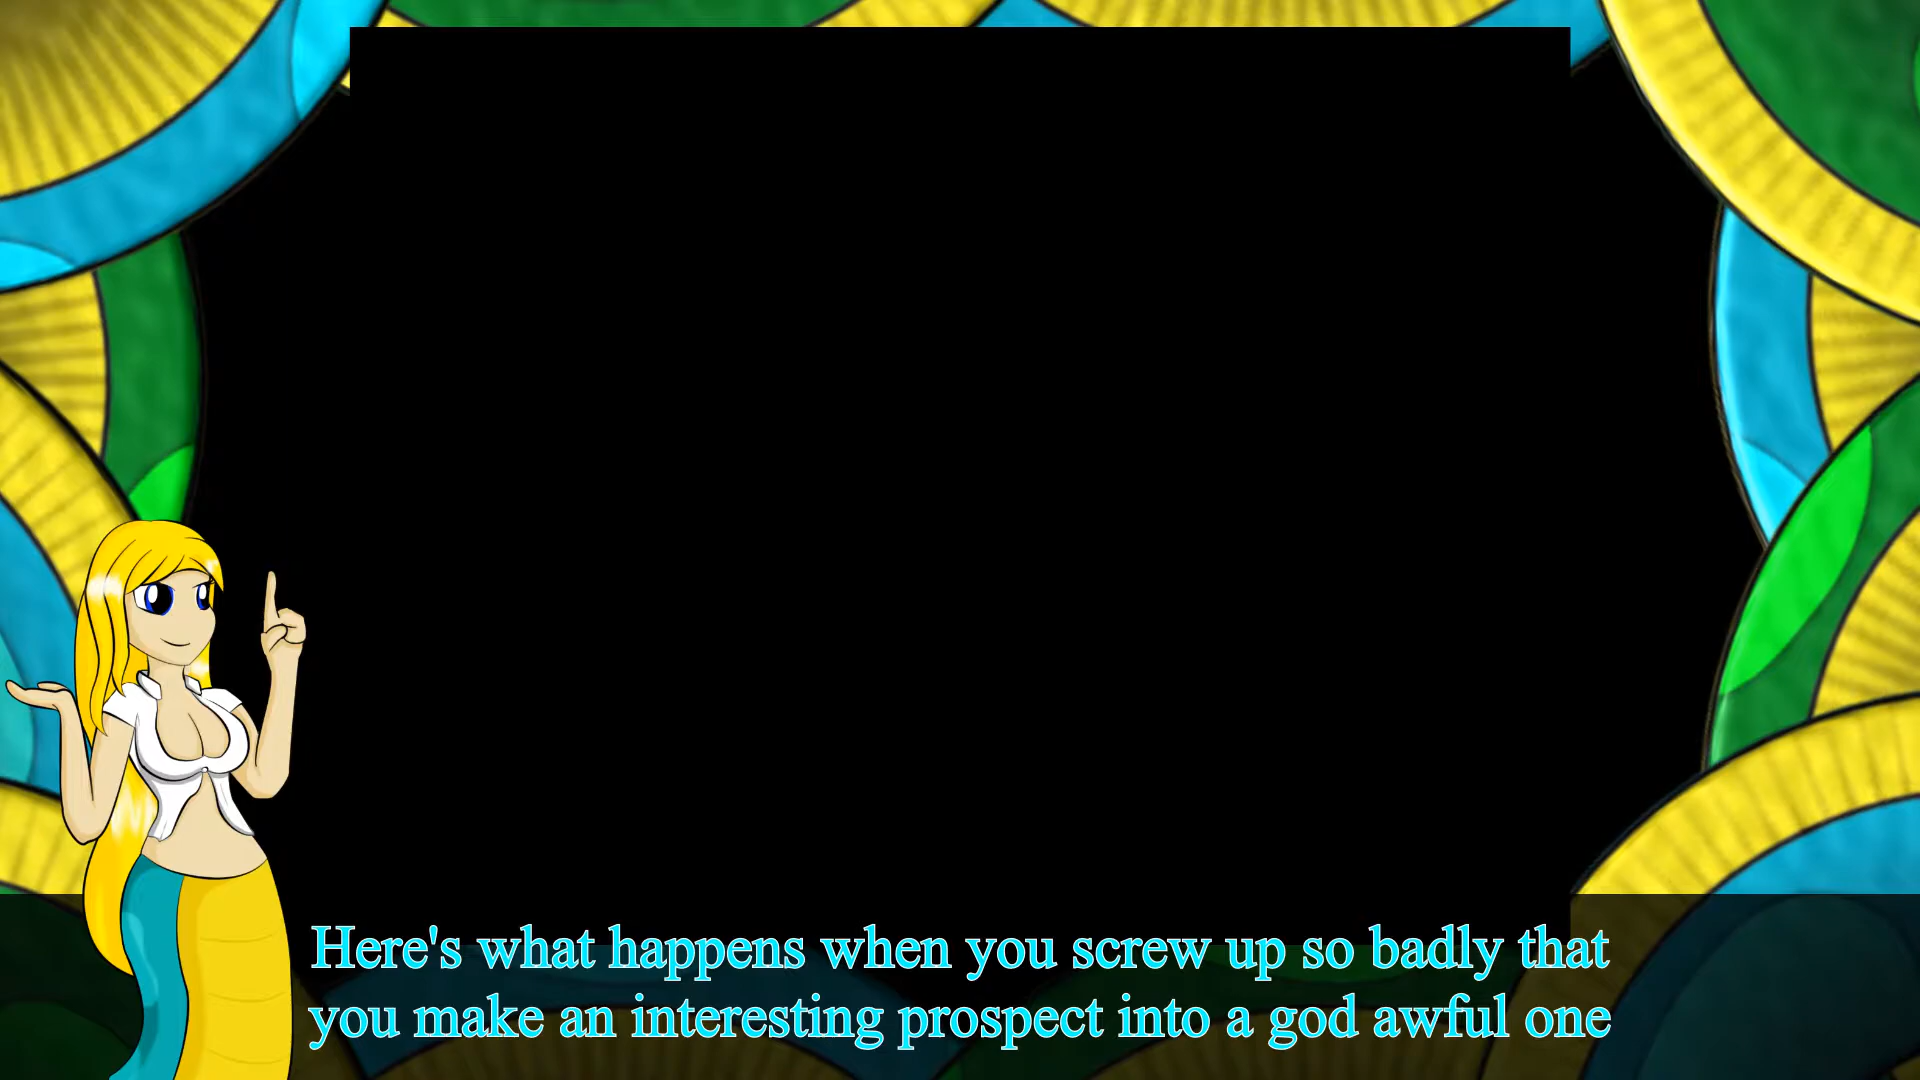 Here's what happens when you screw up so badly that
you make an interesting prospect into a god awful one